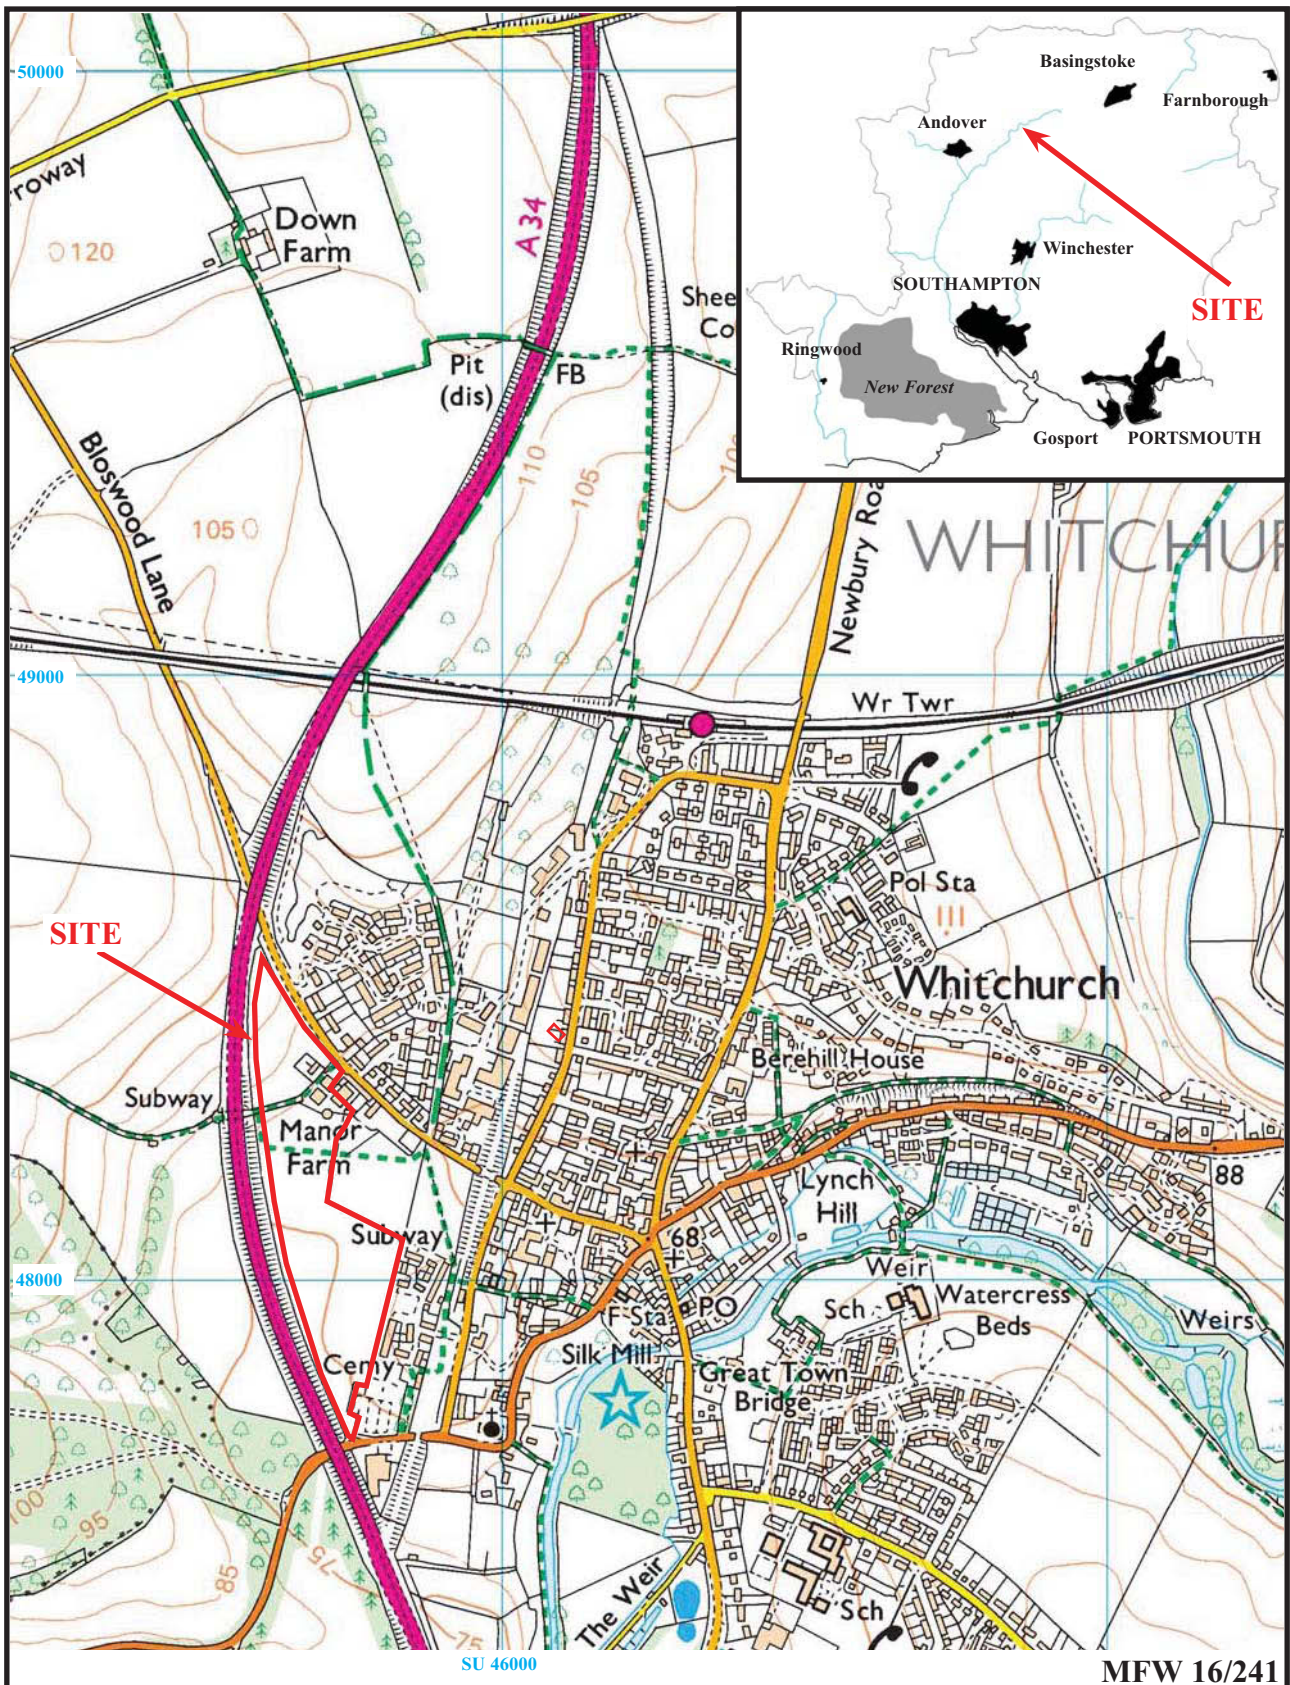 50000
Basingstoke
Farnborough
Andover
Winchester
SOUTHAMPTON
SITE
Ringwood
New Forest
Gosport
PORTSMOUTH
rroway
Down
Farm
120
A34
Shee
Co
Pit
(dis)
FB
110
105
Bloswood Lane
105
Newbury Roa
WHITCHUR
49000
Wr Twr
Pol Sta
SITE
Whitchurch
Berehill House
Subway
Manor
Farm
Lynch
Hill
88
Subway
68
48000
Weir
F Sta
PO
Sch
Watercress
Beds
Weirs
Silk Mill
Cemy
Great Town
Bridge
100
95
85
75
75
The Weir
Sch
SU 46000
MFW 16/241